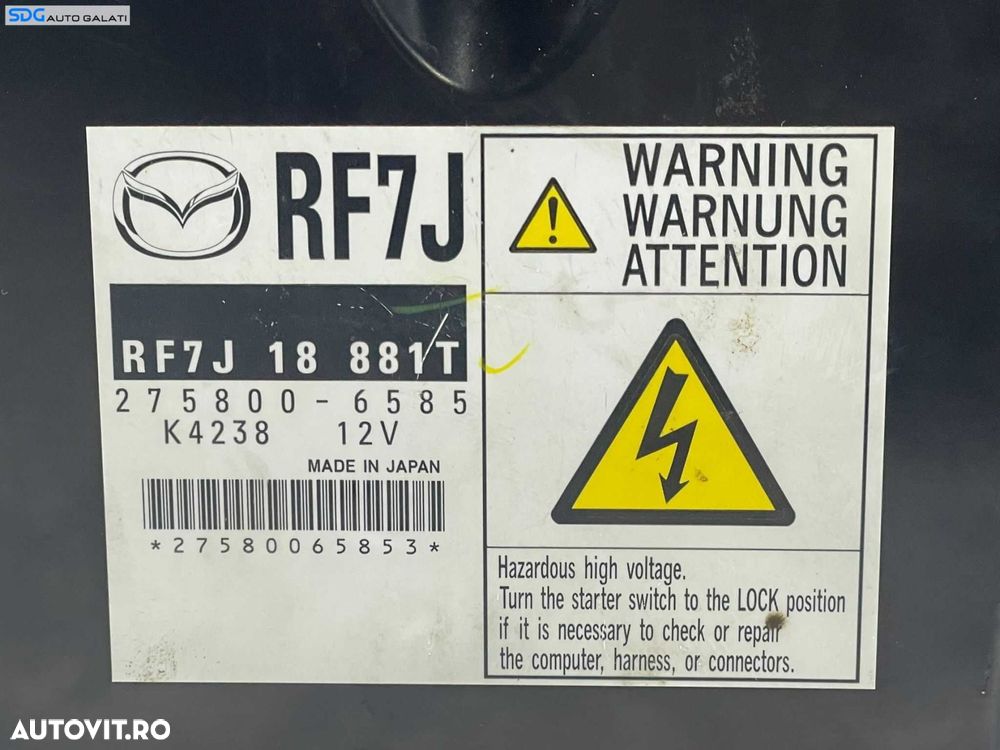 SDG AUTO GALATI
RF7J
RF7J 18 881T
275800-6585
K4238 12V
MADE IN JAPAN
*27580065853*
WARNING
WARNUNG
ATTENTION
Hazardous high voltage.
Turn the starter switch to the LOCK position
if it is necessary to check or repair
the computer, harness, or connectors.
AUTOVIT.RO